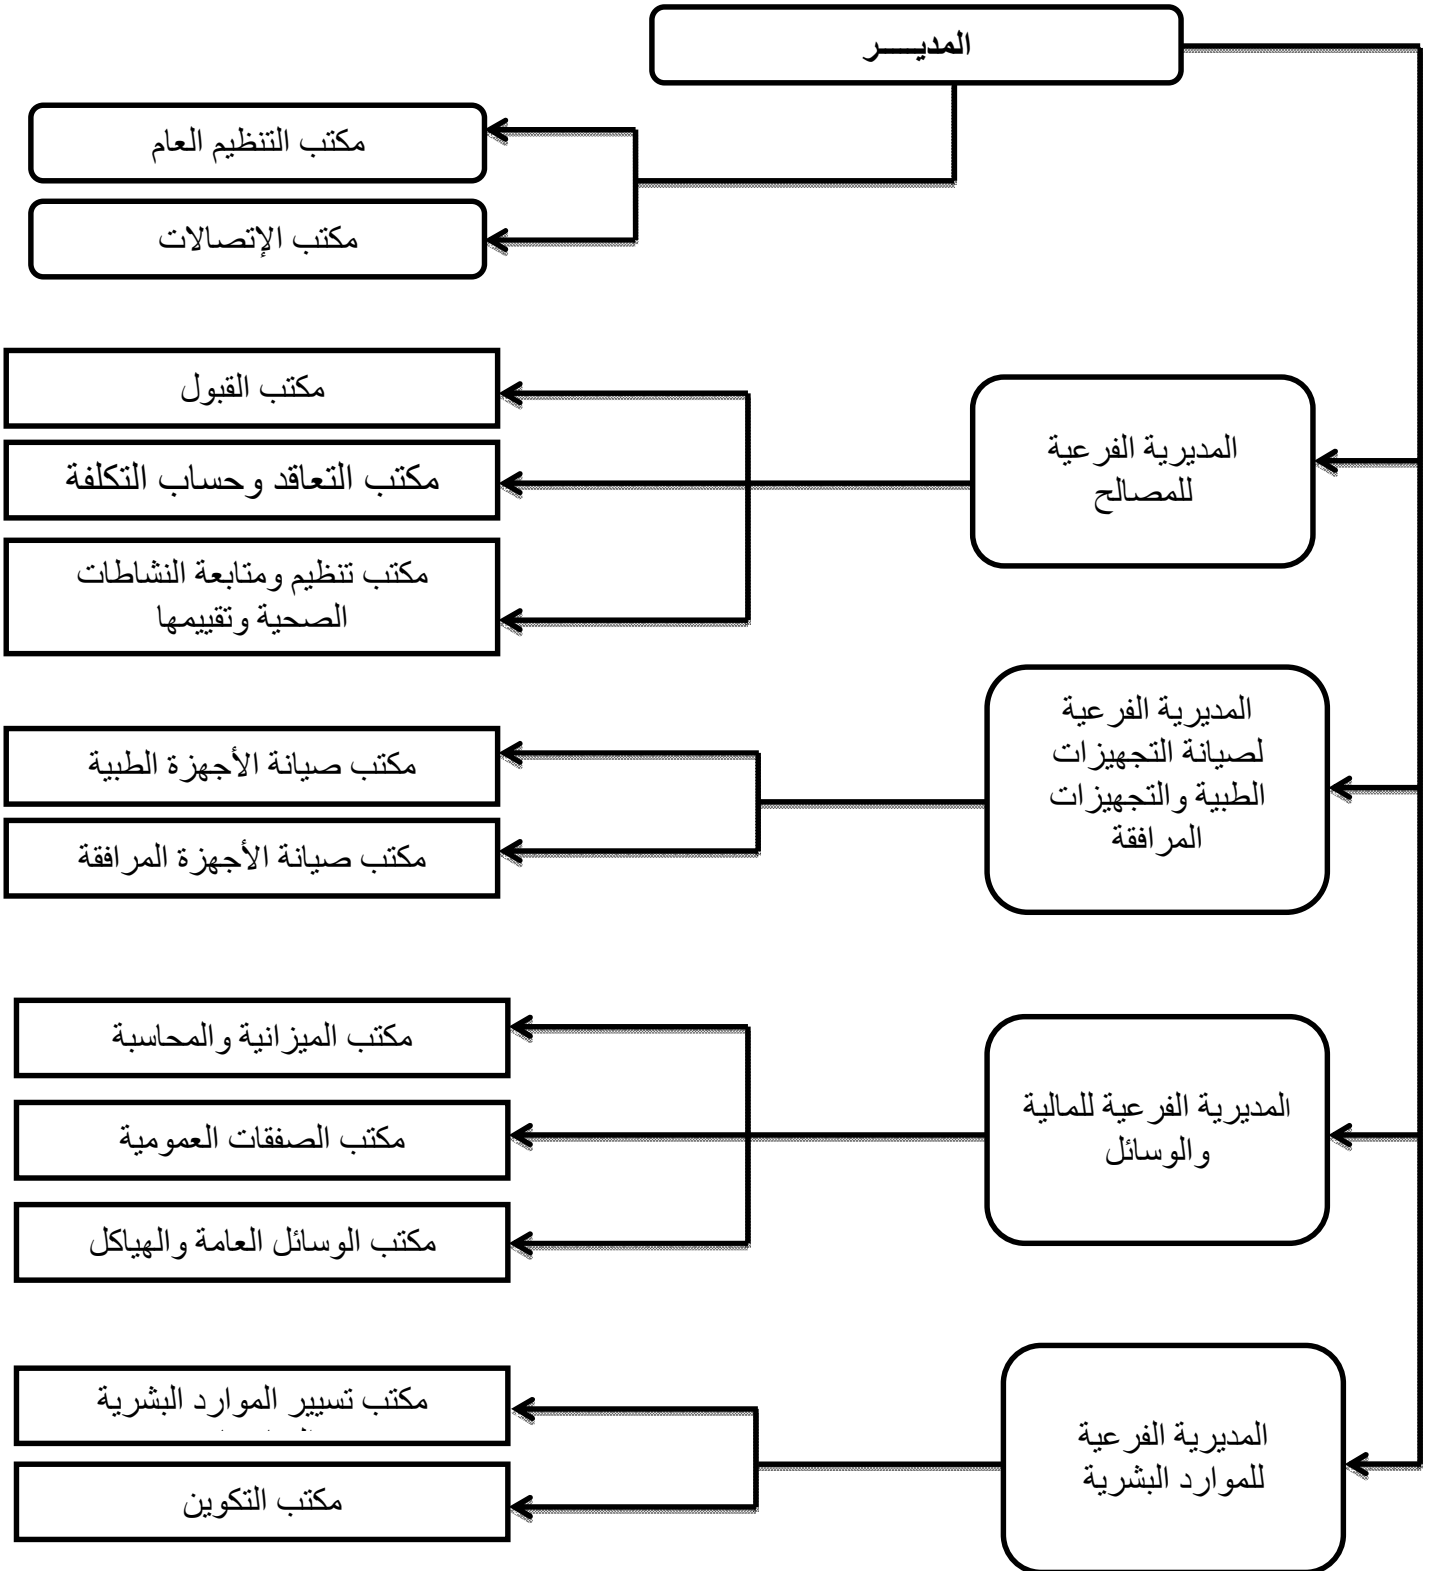 المديـــــر
مكتب التنظيم العام
مكتب الإتصالات
المديرية الفرعية
للمصالح
مكتب القبول
مكتب التعاقد وحساب التكلفة
مكتب تنظيم ومتابعة النشاطات
الصحية وتقييمها
المديرية الفرعية
لصيانة التجهيزات
الطبية والتجهيزات
المرافقة
مكتب صيانة الأجهزة الطبية
مكتب صيانة الأجهزة المرافقة
المديرية الفرعية للمالية
والوسائل
مكتب الميزانية والمحاسبة
مكتب الصفقات العمومية
مكتب الوسائل العامة والهياكل
المديرية الفرعية
للموارد البشرية
مكتب تسيير الموارد البشرية
مكتب التكوين